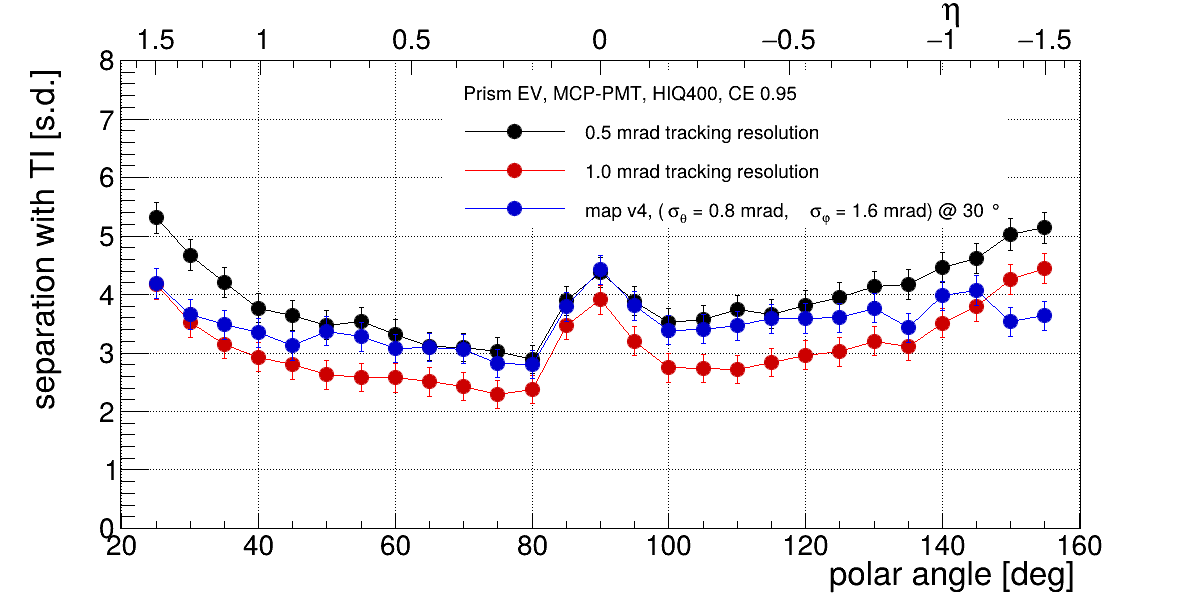 η
1.5 1 0.5 0 −0.5 −1 −1.5
separation with TI [s.d.]
8
7
6
5
4
3
2
1
0
Prism EV, MCP-PMT, HIQ400, CE 0.95
0.5 mrad tracking resolution
1.0 mrad tracking resolution
map v4, ( σθ = 0.8 mrad, σφ = 1.6 mrad) @ 30 °
20 40 60 80 100 120 140 160
polar angle [deg]